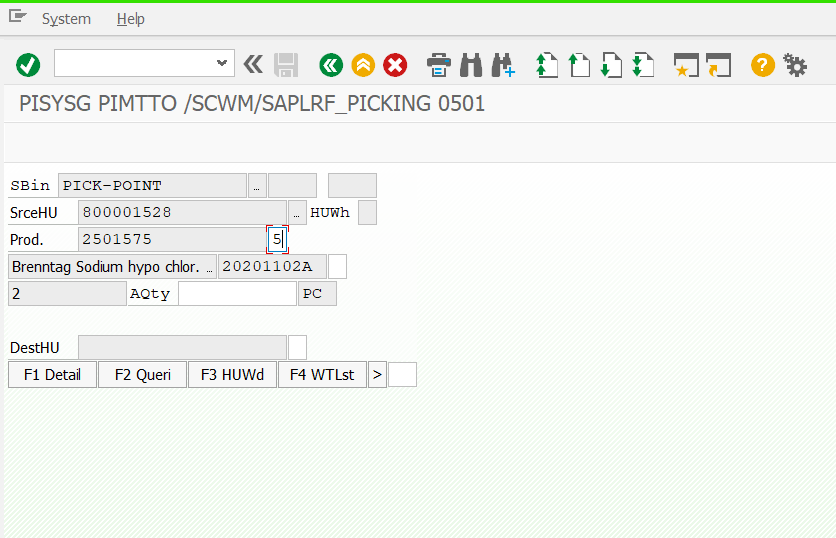 System Help
PISYSG PIMTTO /SCWM/SAPLRF_PICKING 0501
SBin PICK-POINT …
SrceHU 800001528 … HUWh
Prod. 2501575 5
Brenntag Sodium hypo chlor. … 20201102A
2 AQty PC
DestHU
F1 Detail F2 Queri F3 HUWd F4 WTLst >